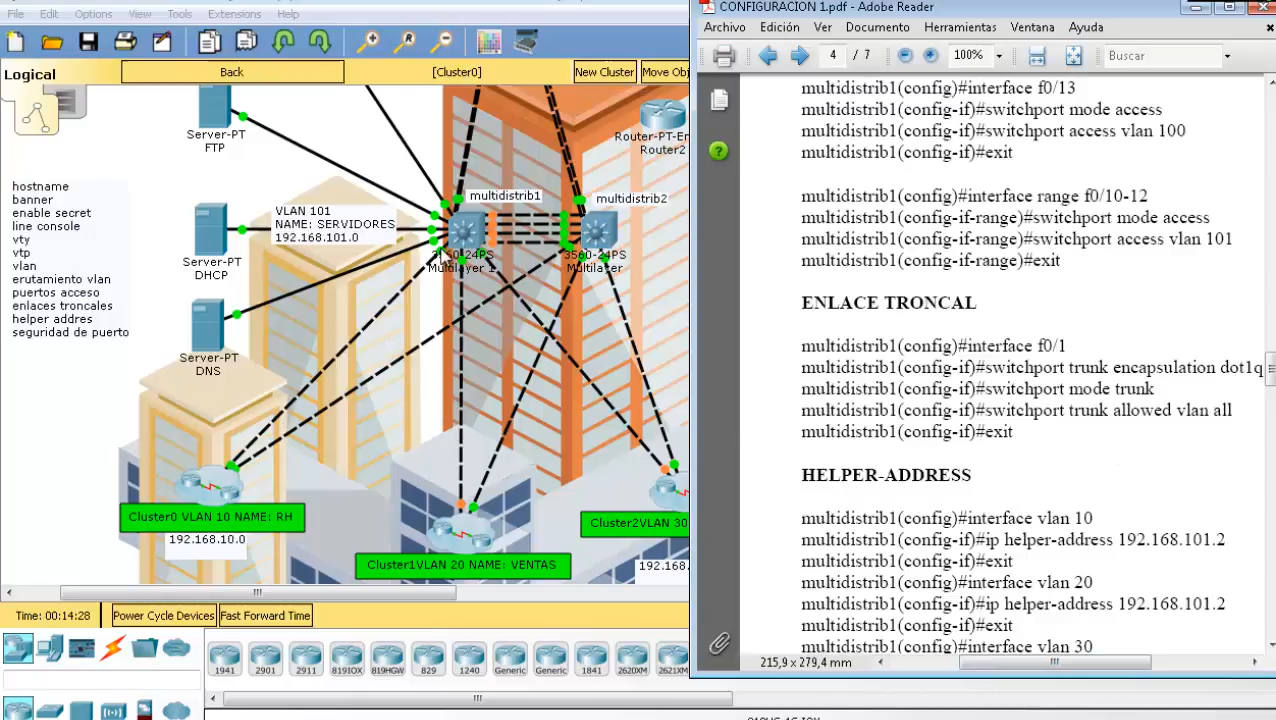 File
Edit
Options
View
Tools
Extensions
Help
Logical
Back
[Cluster0]
New Cluster
Move Obj
Server-PT
FTP
Router-PT-Em
Router2
hostname
banner
enable secret
line console
vty
vtp
vlan
erutamiento vlan
puertos acceso
enlaces troncales
helper addres
seguridad de puerto
multidistrib1
multidistrib2
VLAN 101
NAME: SERVIDORES
192.168.101.0
Server-PT
DHCP
3560-24PS
Multilayer 1
3560-24PS
Multilayer
Server-PT
DNS
Cluster0 VLAN 10 NAME: RH
192.168.10.0
Cluster2VLAN 30
Cluster1VLAN 20 NAME: VENTAS
192.168.
Time: 00:14:28
Power Cycle Devices
Fast Forward Time
1941
2901
2911
819IOX
819HGW
829
1240
Generic
Generic
1841
2620XM
2621XM
CONFIGURACION 1.pdf - Adobe Reader
Archivo
Edición
Ver
Documento
Herramientas
Ventana
Ayuda
4 / 7
100%
Buscar
multidistrib1(config)#interface f0/13
multidistrib1(config-if)#switchport mode access
multidistrib1(config-if)#switchport access vlan 100
multidistrib1(config-if)#exit
multidistrib1(config)#interface range f0/10-12
multidistrib1(config-if-range)#switchport mode access
multidistrib1(config-if-range)#switchport access vlan 101
multidistrib1(config-if-range)#exit
ENLACE TRONCAL
multidistrib1(config)#interface f0/1
multidistrib1(config-if)#switchport trunk encapsulation dot1q
multidistrib1(config-if)#switchport mode trunk
multidistrib1(config-if)#switchport trunk allowed vlan all
multidistrib1(config-if)#exit
HELPER-ADDRESS
multidistrib1(config)#interface vlan 10
multidistrib1(config-if)#ip helper-address 192.168.101.2
multidistrib1(config-if)#exit
multidistrib1(config-if)#interface vlan 20
multidistrib1(config-if)#ip helper-address 192.168.101.2
multidistrib1(config-if)#exit
multidistrib1(config-if)#interface vlan 30
215,9 x 279,4 mm